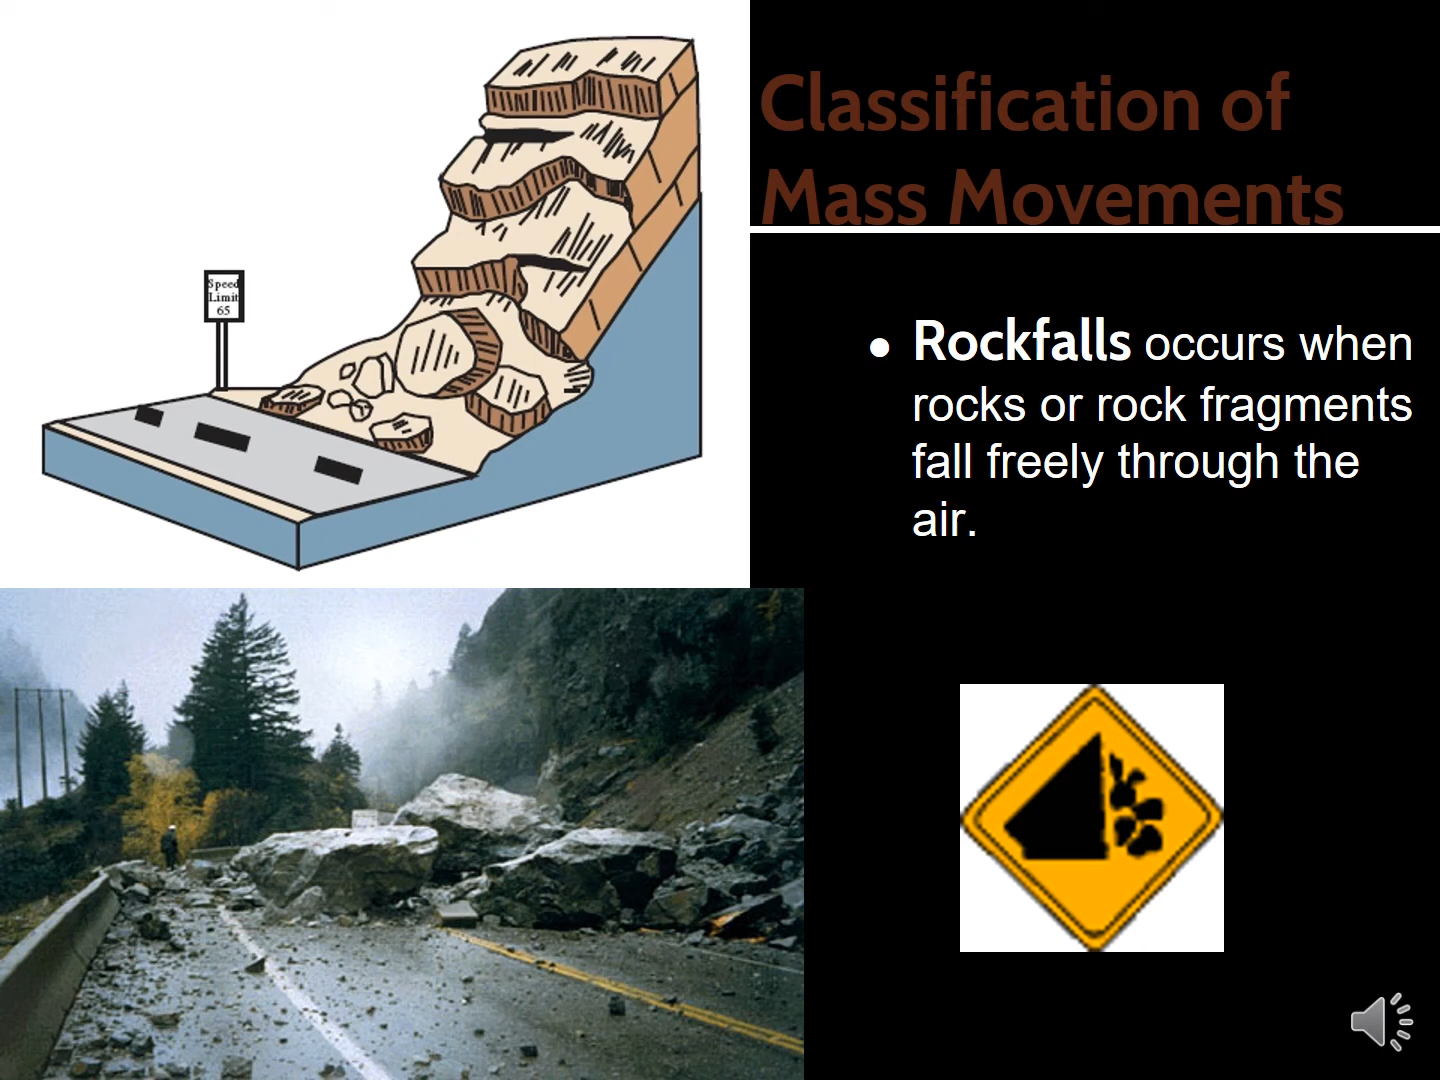 Classification of
Mass Movements
Speed
Limit
65
● Rockfalls occurs when
rocks or rock fragments
fall freely through the
air.